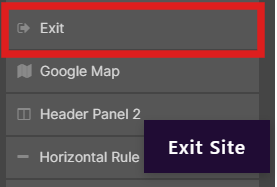 Exit
Google Map
Header Panel 2
Horizontal Rule
Exit Site